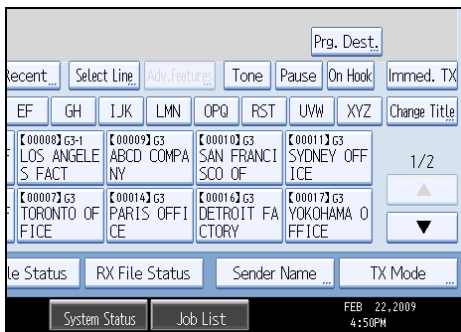 Prg. Dest.
Recent Select Line Adv.Features Tone Pause On Hook Immed. TX
EF GH IJK LMN OPQ RST UVW XYZ Change Title
【00008】G3-1 【00009】G3 【00010】G3 【00011】G3
LOS ANGELE ABCD COMPA SAN FRANCI SYDNEY OFF
S FACT NY SCO OF ICE
1/2
【00007】G3 【00014】G3 【00016】G3 【00017】G3
TORONTO OF PARIS OFFI DETROIT FA YOKOHAMA O
FICE CE CTORY FFICE
le Status RX File Status Sender Name TX Mode
System Status Job List FEB 22,2009
4:50PM